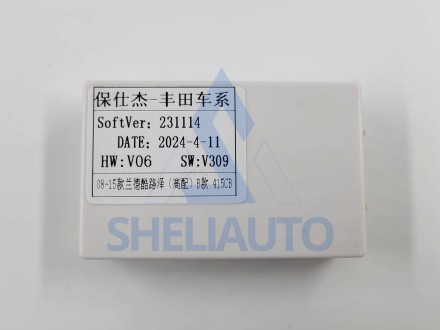 保仕杰-丰田车系
SoftVer: 231114
DATE: 2024-4-11
HW:V06 SW:V309
08-15款兰德酷路泽（高配）B款 415CB
SHELIAUTO